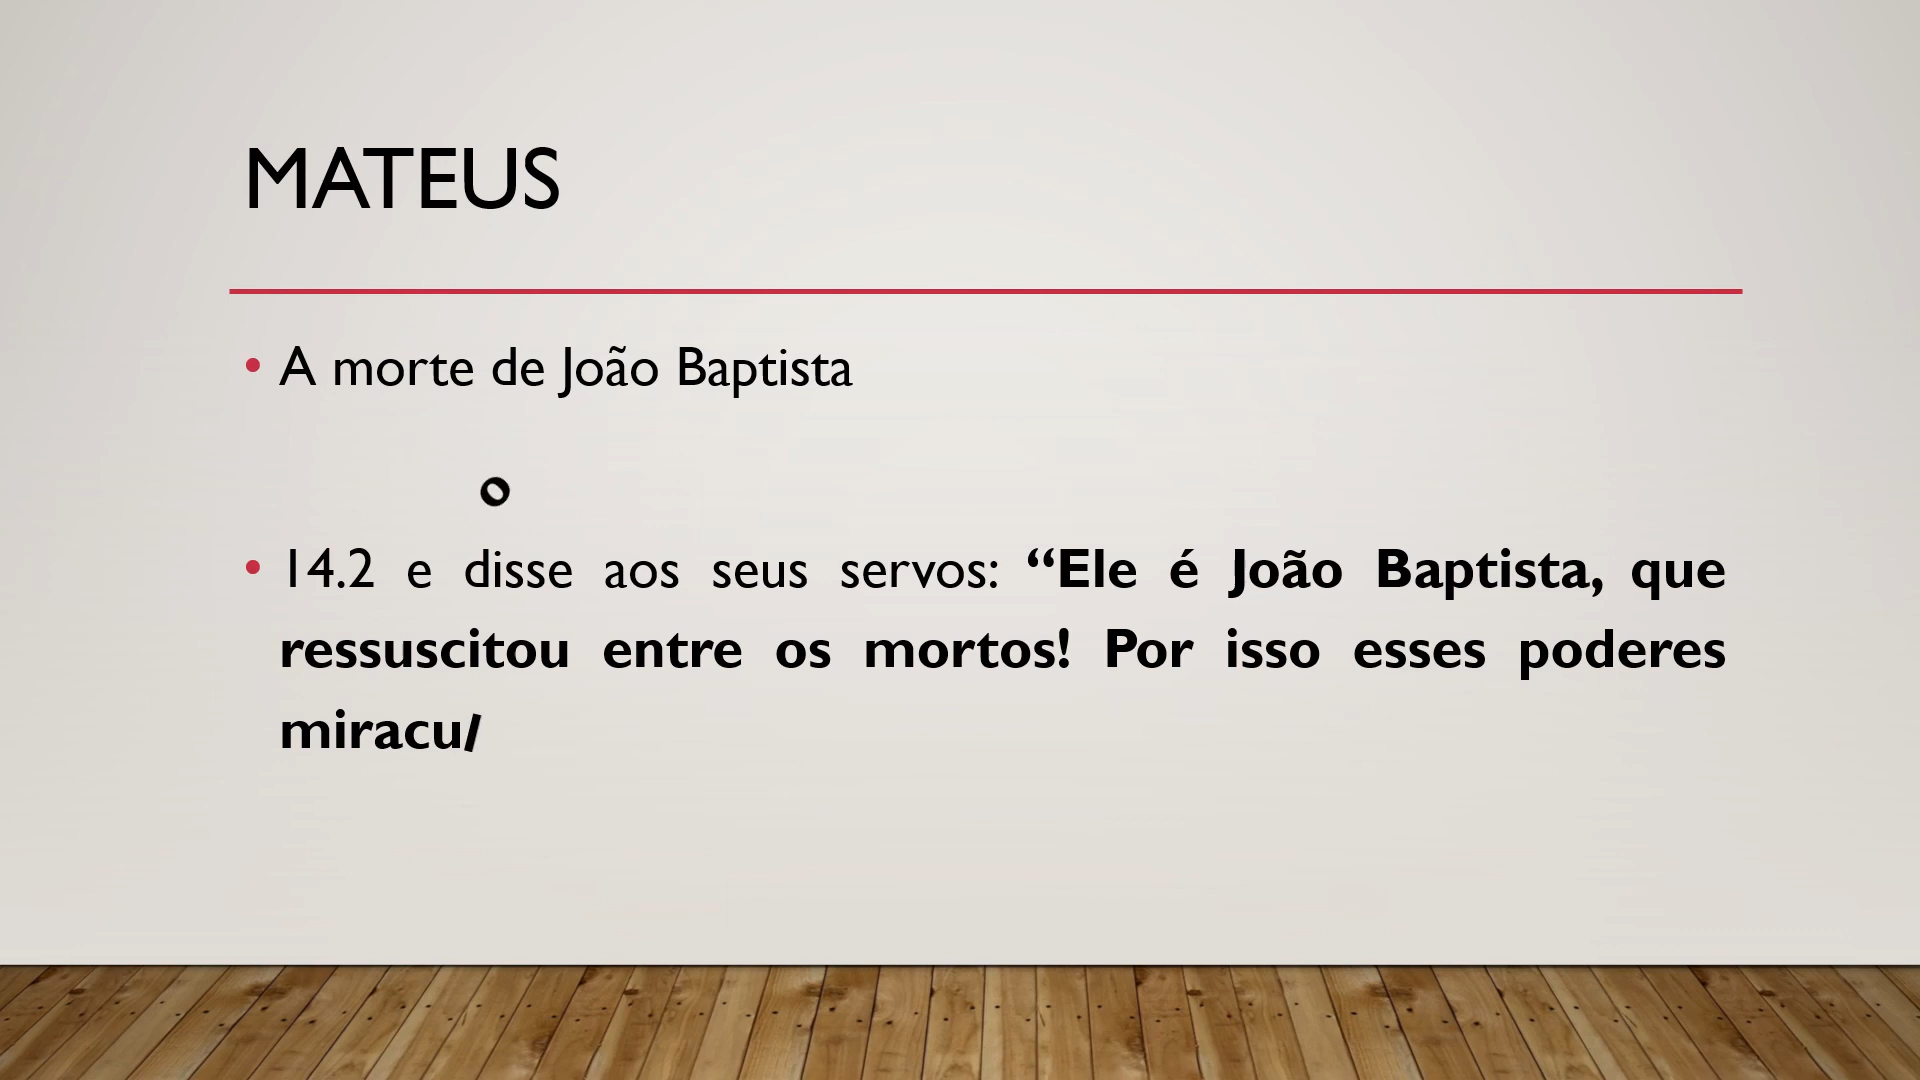 MATEUS
• A morte de João Baptista
o
• 14.2 e disse aos seus servos: “Ele é João Baptista, que
ressuscitou entre os mortos! Por isso esses poderes
miracul